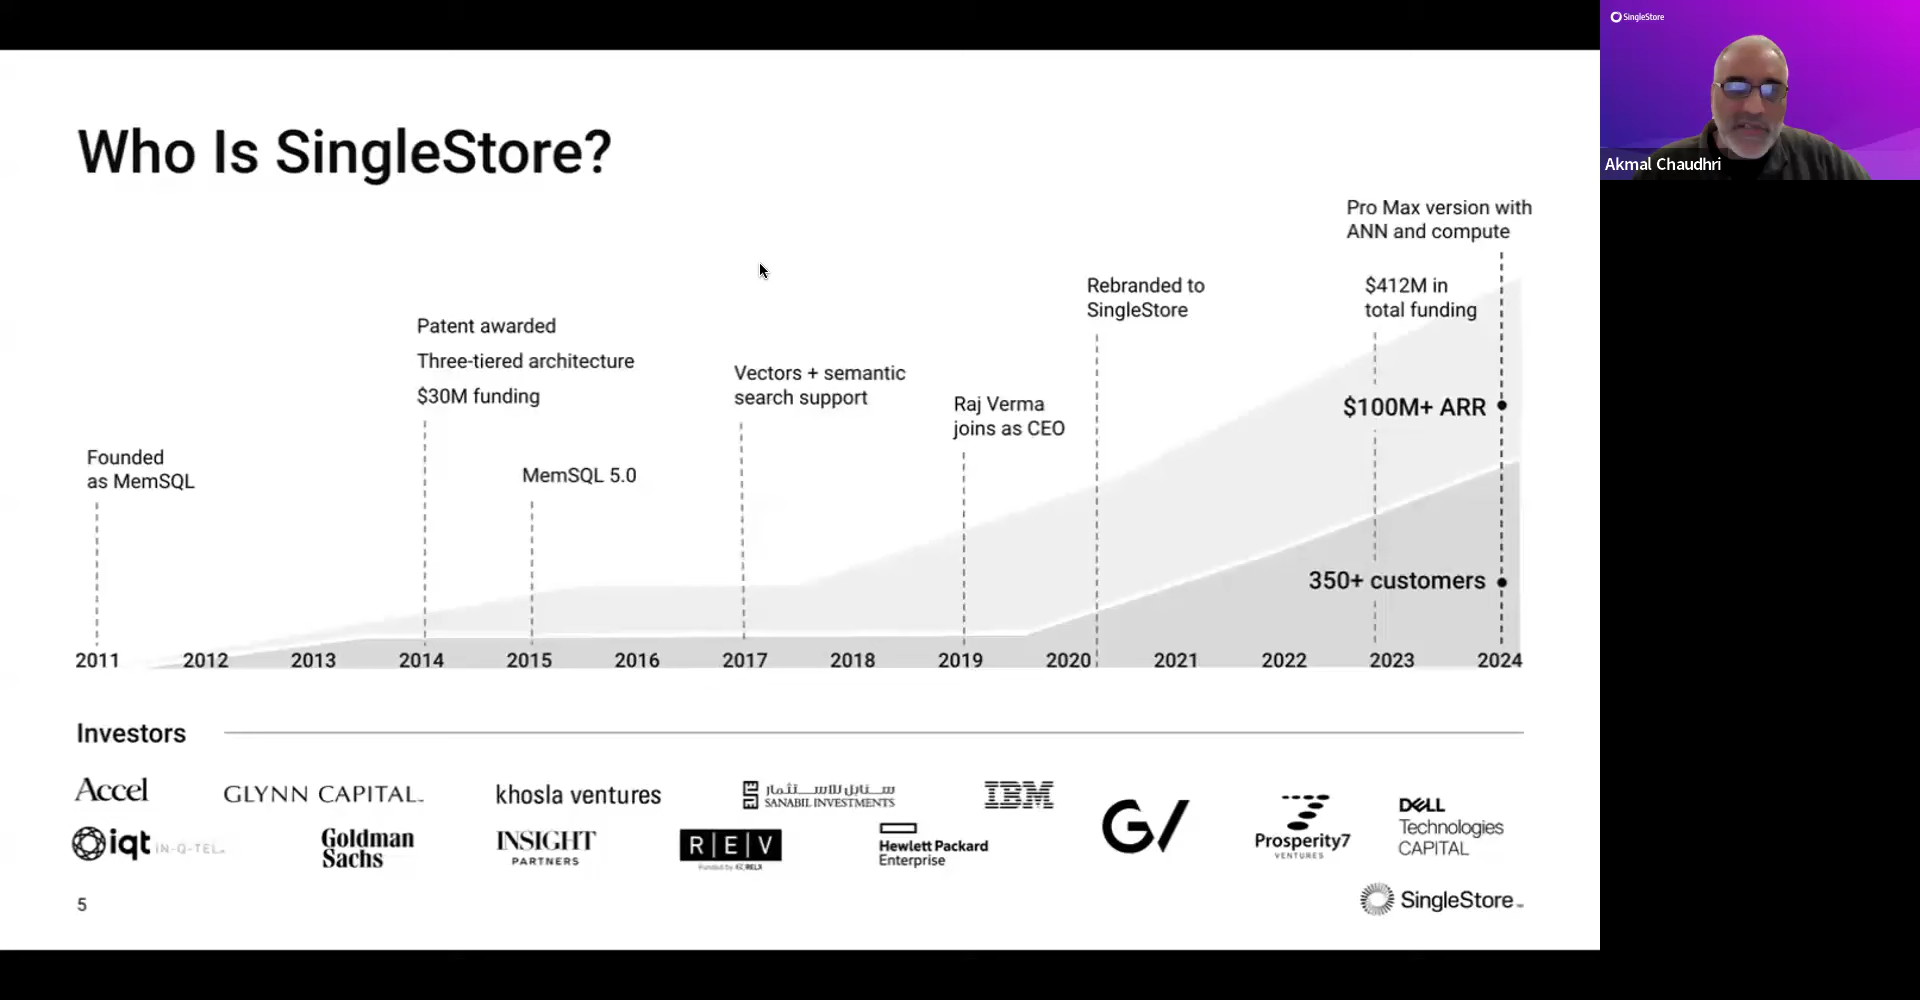 Who Is SingleStore?
Pro Max version with
ANN and compute
Rebranded to
SingleStore
$412M in
total funding
Patent awarded
Three-tiered architecture
$30M funding
Vectors + semantic
search support
Raj Verma
joins as CEO
$100M+ ARR
Founded
as MemSQL
MemSQL 5.0
350+ customers
2011 2012 2013 2014 2015 2016 2017 2018 2019 2020 2021 2022 2023 2024
Investors
Accel
GLYNN CAPITAL
khosla ventures
سنابل للاستثمار
SANABIL INVESTMENTS
IBM
G/
Prosperity7
VENTURES
DELL
Technologies
CAPITAL
iqt IN-Q-TEL
Goldman
Sachs
INSIGHT
PARTNERS
R|E|V
Funded by RELX
Hewlett Packard
Enterprise
5
SingleStore
SingleStore
Akmal Chaudhri